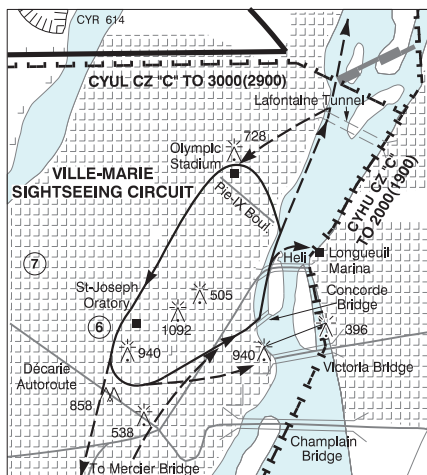 CYR 614
CYUL CZ "C" TO 3000(2900)
Lafontaine Tunnel
728
Olympic
Stadium
VILLE-MARIE
SIGHTSEEING CIRCUIT
Pie-IX Boul.
CYHU CZ "C"
TO 2000(1900)
7
Heli
Longueuil
Marina
St-Joseph
Oratory
505
Concorde
Bridge
6
1092
396
940
940
Décarie
Autoroute
Victoria Bridge
858
538
Champlain
Bridge
To Mercier Bridge